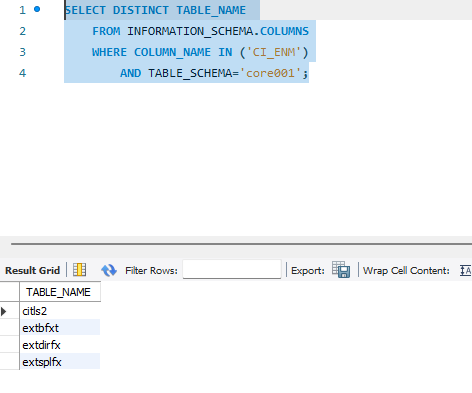 1 SELECT DISTINCT TABLE_NAME
2 FROM INFORMATION_SCHEMA.COLUMNS
3 WHERE COLUMN_NAME IN ('CI_ENM')
4 AND TABLE_SCHEMA='core001';
Result Grid Filter Rows: Export: Wrap Cell Content: IA
TABLE_NAME
citls2
extbfxt
extdirfx
extsplfx